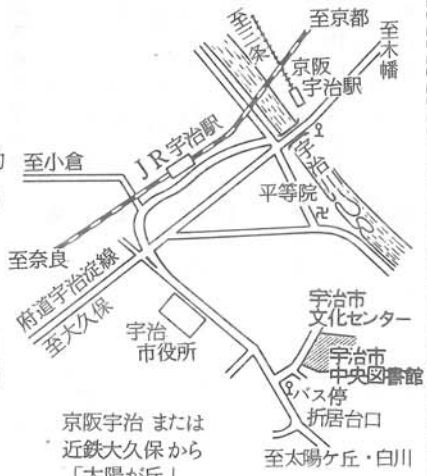 至京都
至三条
至木幡
京阪
宇治駅
JR宇治駅
至小倉
宇治
平等院
至奈良
府道宇治淀線
至大久保
宇治
市役所
宇治市
文化センター
宇治市
中央図書館
バス停
折居台口
至太陽ケ丘・白川
京阪宇治 または
近鉄大久保から
「太陽が丘」